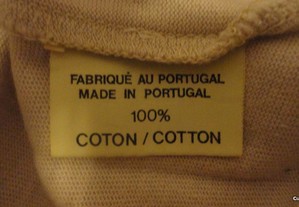 FABRIQUÉ AU PORTUGAL
MADE IN PORTUGAL
100%
COTON / COTTON